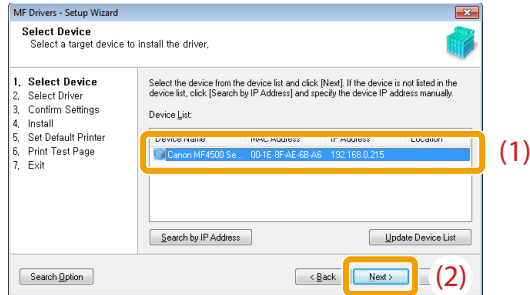 MF Drivers - Setup Wizard
Select Device
Select a target device to install the driver.
1. Select Device
2. Select Driver
3. Confirm Settings
4. Install
5. Set Default Printer
6. Print Test Page
7. Exit
Select the device from the device list and click [Next]. If the device is not listed in the
device list, click [Search by IP Address] and specify the device IP address manually.
Device List:
Device Name MAC Address IP Address Location
Canon MF4500 Se... 00-1E-8F-AE-6B-A6 192.168.0.215
(1)
Search by IP Address Update Device List
Search Option < Back Next > (2)